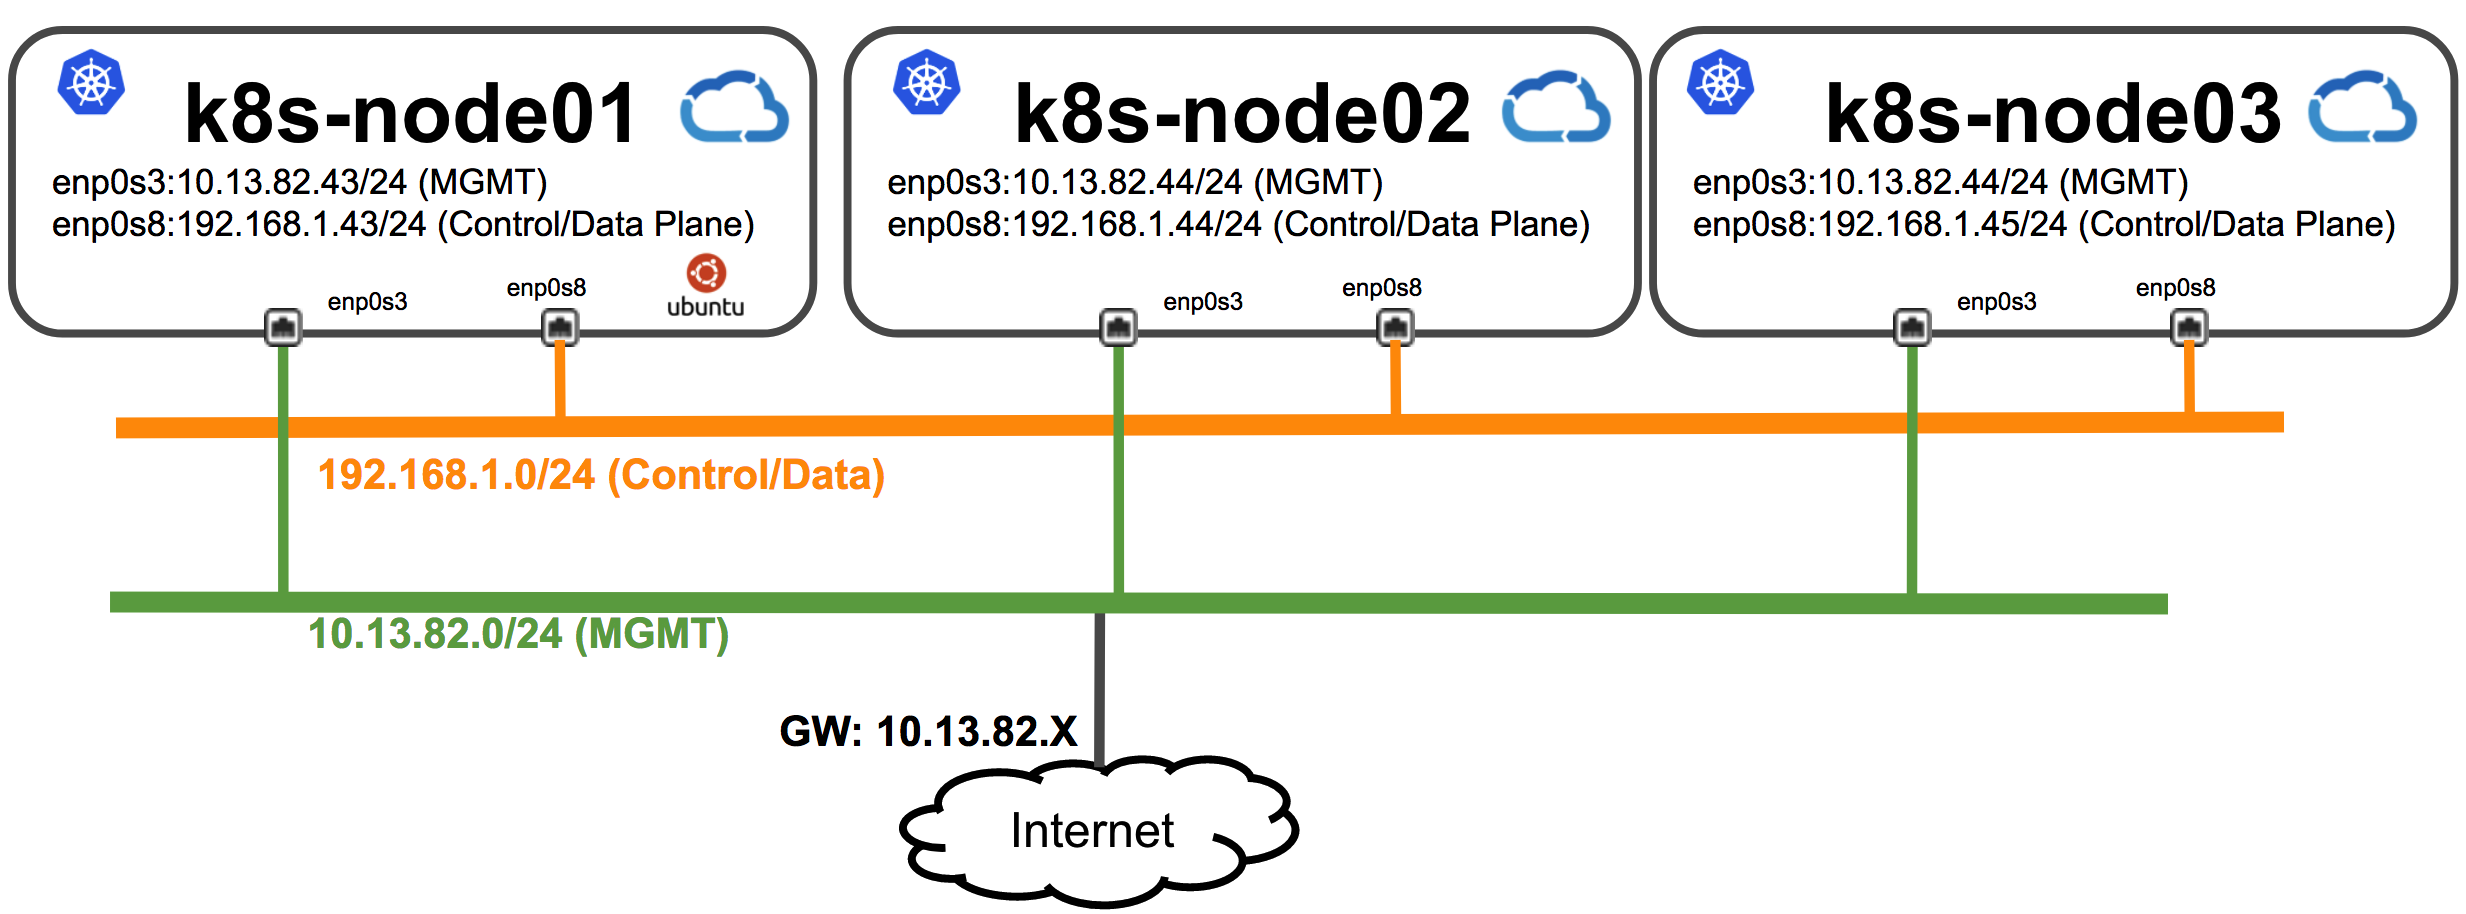 k8s-node01
enp0s3:10.13.82.43/24 (MGMT)
enp0s8:192.168.1.43/24 (Control/Data Plane)
enp0s3
enp0s8
ubuntu
k8s-node02
enp0s3:10.13.82.44/24 (MGMT)
enp0s8:192.168.1.44/24 (Control/Data Plane)
enp0s3
enp0s8
k8s-node03
enp0s3:10.13.82.44/24 (MGMT)
enp0s8:192.168.1.45/24 (Control/Data Plane)
enp0s3
enp0s8
192.168.1.0/24 (Control/Data)
10.13.82.0/24 (MGMT)
GW: 10.13.82.X
Internet